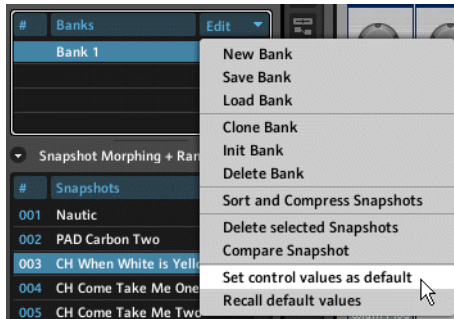 # Banks Edit
Bank 1
New Bank
Save Bank
Load Bank
Clone Bank
Init Bank
Delete Bank
Sort and Compress Snapshots
Delete selected Snapshots
Compare Snapshot
Set control values as default
Recall default values
Snapshot Morphing + Ran
# Snapshots
001 Nautic
002 PAD Carbon Two
003 CH When White is Yello
004 CH Come Take Me One
005 CH Come Take Me Two